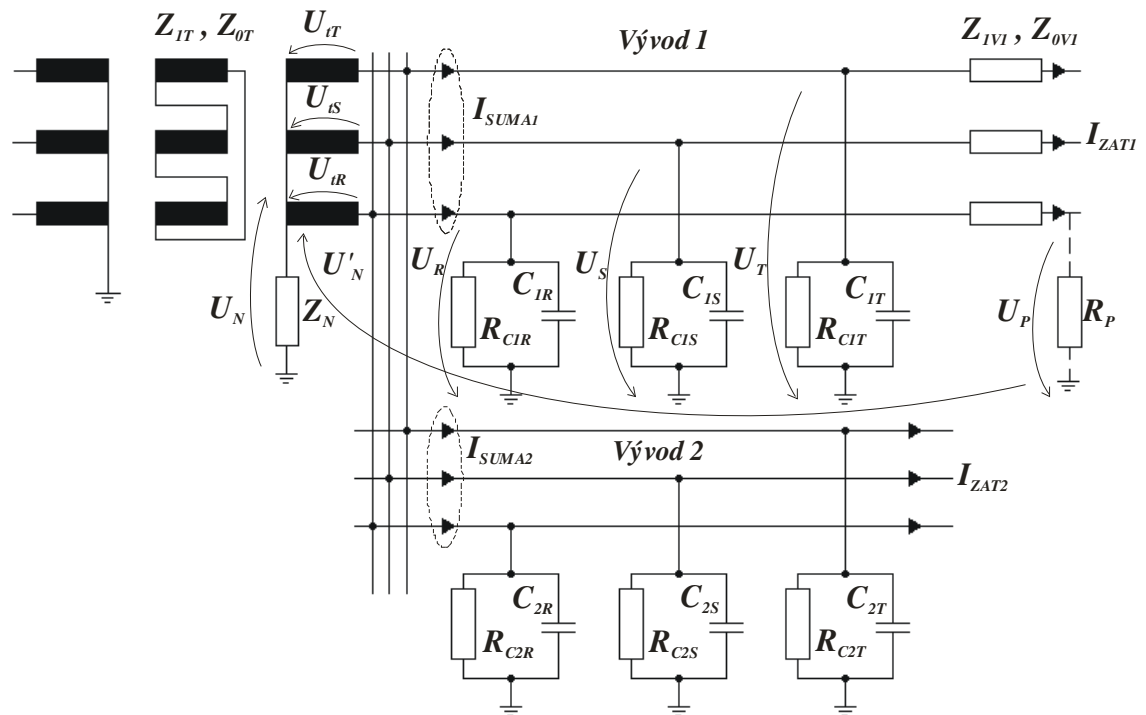 Z1T , Z0T
UtT
Vývod 1
Z1V1 , Z0V1
UtS
ISUMA1
IZAT1
UtR
U'N
UR
US
UT
UN
ZN
C1R
C1S
C1T
RC1R
RC1S
RC1T
UP
RP
ISUMA2
Vývod 2
IZAT2
C2R
C2S
C2T
RC2R
RC2S
RC2T